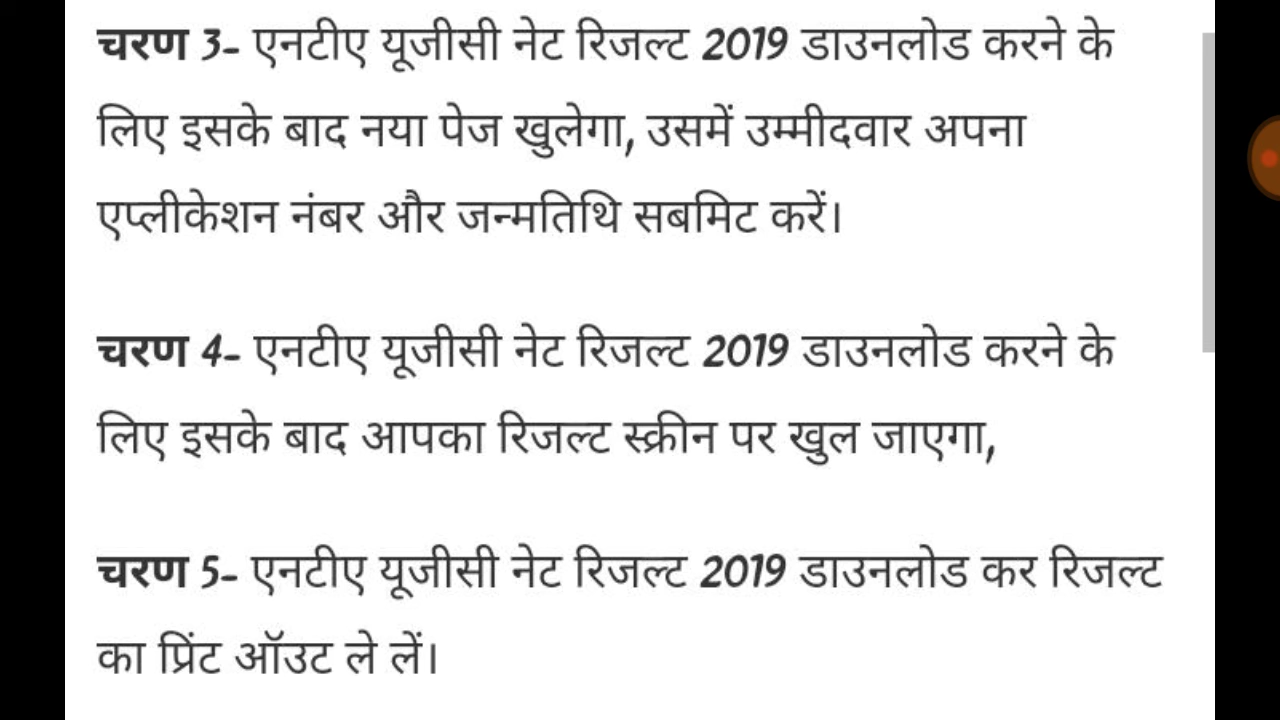 चरण 3- एनटीए यूजीसी नेट रिजल्ट 2019 डाउनलोड करने के
लिए इसके बाद नया पेज खुलेगा, उसमें उम्मीदवार अपना
एप्लीकेशन नंबर और जन्मतिथि सबमिट करें।
चरण 4- एनटीए यूजीसी नेट रिजल्ट 2019 डाउनलोड करने के
लिए इसके बाद आपका रिजल्ट स्क्रीन पर खुल जाएगा,
चरण 5- एनटीए यूजीसी नेट रिजल्ट 2019 डाउनलोड कर रिजल्ट
का प्रिंट ऑउट ले लें।